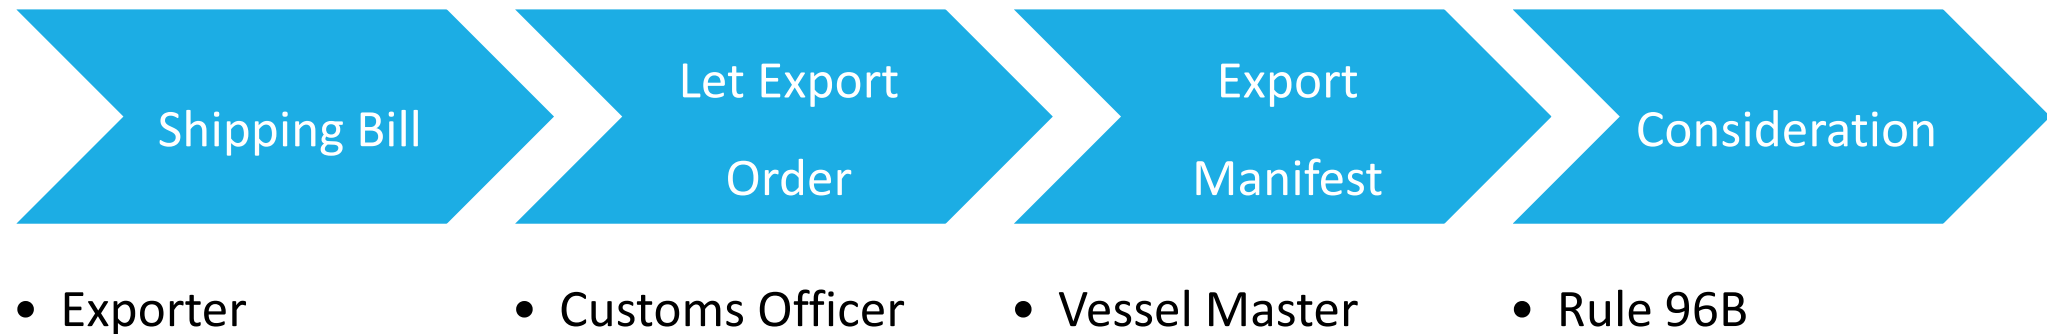 Shipping Bill
Let Export
Order
Export
Manifest
Consideration
• Exporter
• Customs Officer
• Vessel Master
• Rule 96B